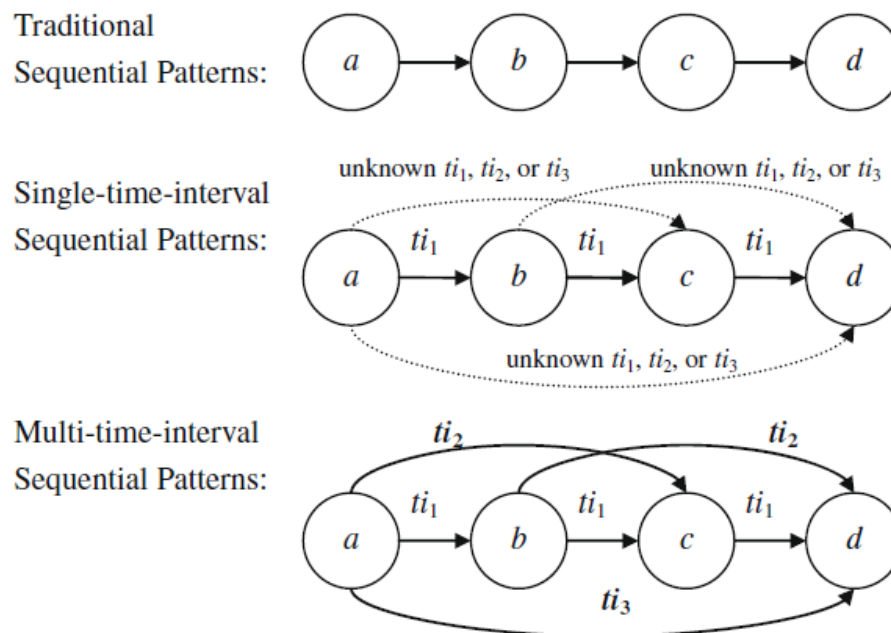 Traditional
Sequential Patterns:
a b c d
unknown ti₁, ti₂, or ti₃ unknown ti₁, ti₂, or ti₃
Single-time-interval
Sequential Patterns:
ti₁ ti₁ ti₁
a b c d
unknown ti₁, ti₂, or ti₃
Multi-time-interval
ti₂ ti₂
Sequential Patterns:
ti₁ ti₁ ti₁
a b c d
ti₃